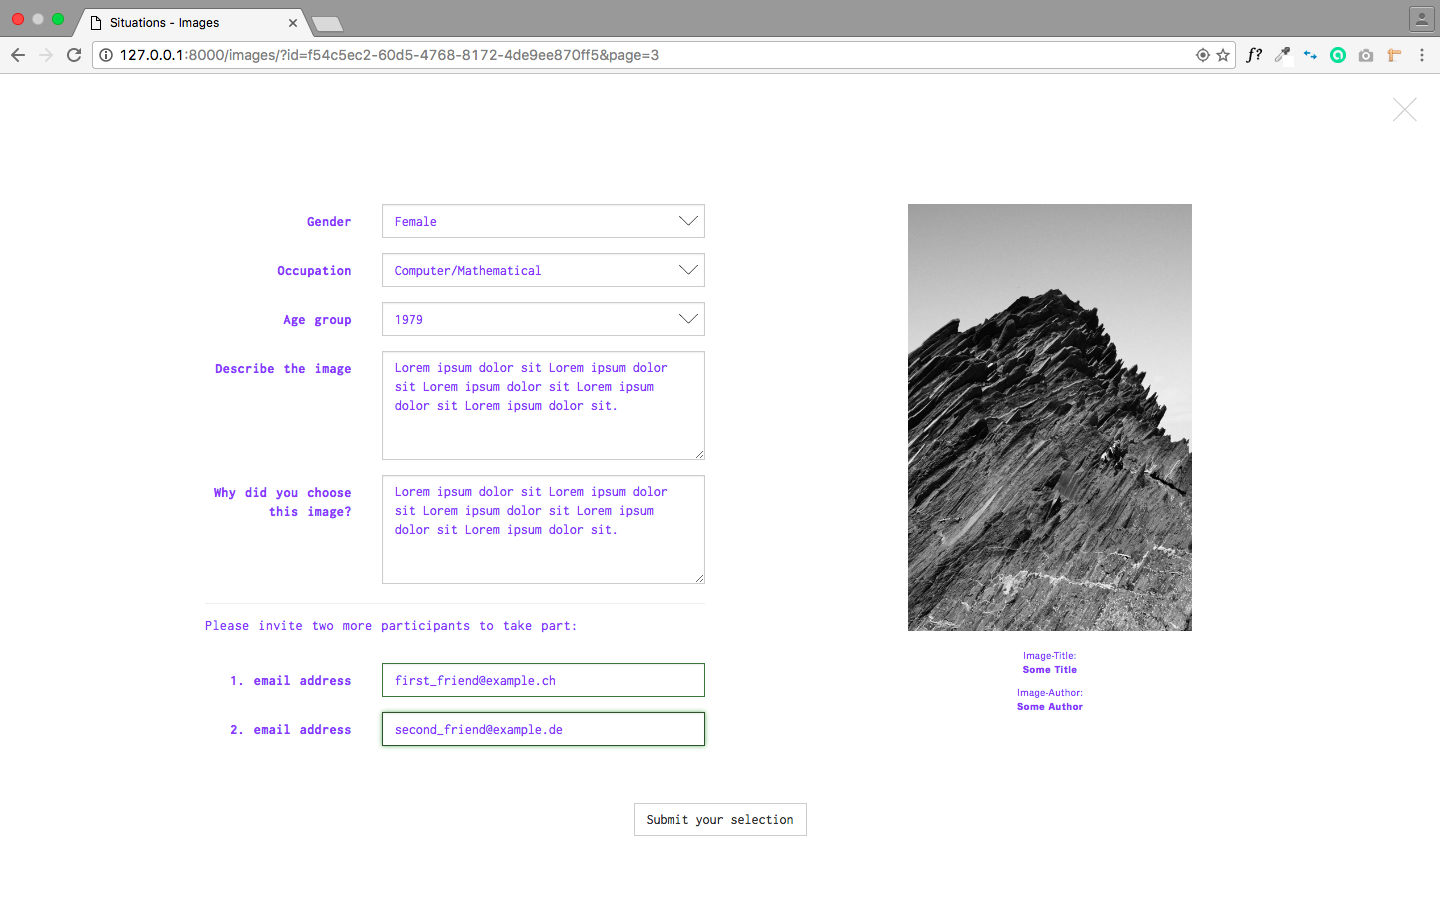 Situations - Images
127.0.0.1:8000/images/?id=f54c5ec2-60d5-4768-8172-4de9ee870ff5&page=3
f?
Gender
Female
Occupation
Computer/Mathematical
Age group
1979
Describe the image
Lorem ipsum dolor sit Lorem ipsum dolor
sit Lorem ipsum dolor sit Lorem ipsum
dolor sit Lorem ipsum dolor sit.
Why did you choose
this image?
Lorem ipsum dolor sit Lorem ipsum dolor
sit Lorem ipsum dolor sit Lorem ipsum
dolor sit Lorem ipsum dolor sit.
Please invite two more participants to take part:
1. email address
first_friend@example.ch
2. email address
second_friend@example.de
Image-Title:
Some Title
Image-Author:
Some Author
Submit your selection